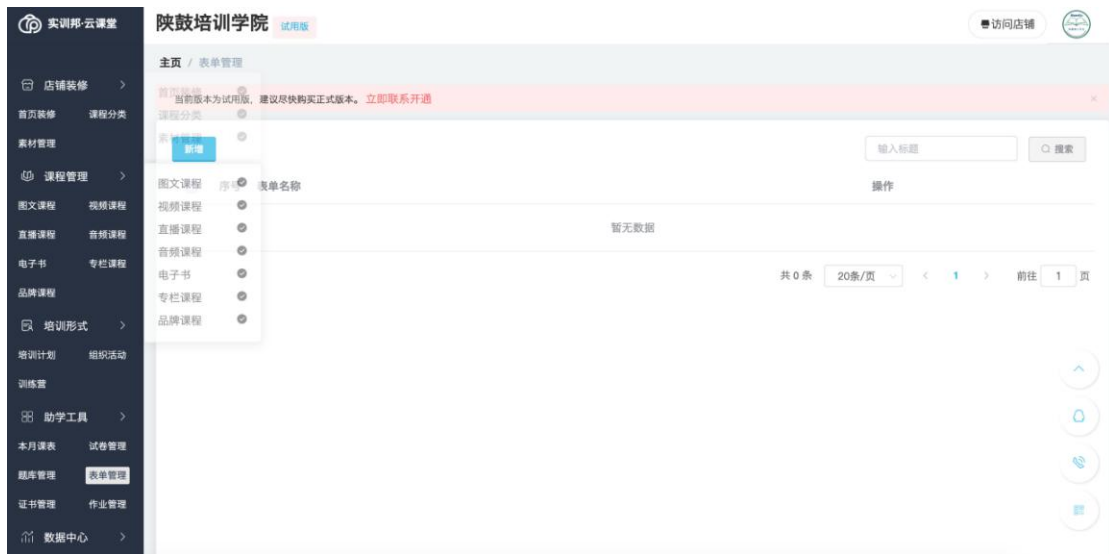 实训邦·云课堂
陕鼓培训学院 试用版
访问店铺
主页 / 表单管理
店铺装修
首页装修 课程分类
素材管理
课程管理
图文课程 视频课程
直播课程 音频课程
电子书 专栏课程
品牌课程
培训形式
培训计划 组织活动
训练营
助学工具
本月课表 试卷管理
题库管理 表单管理
证书管理 作业管理
数据中心
首页装修
当前版本为试用版，建议尽快购买正式版本。 立即联系开通
课程分类
素材管理
新增
输入标题
搜索
图文课程
视频课程
直播课程
音频课程
电子书
专栏课程
品牌课程
序号 表单名称 操作
暂无数据
共 0 条 20条/页 1 前往 1 页